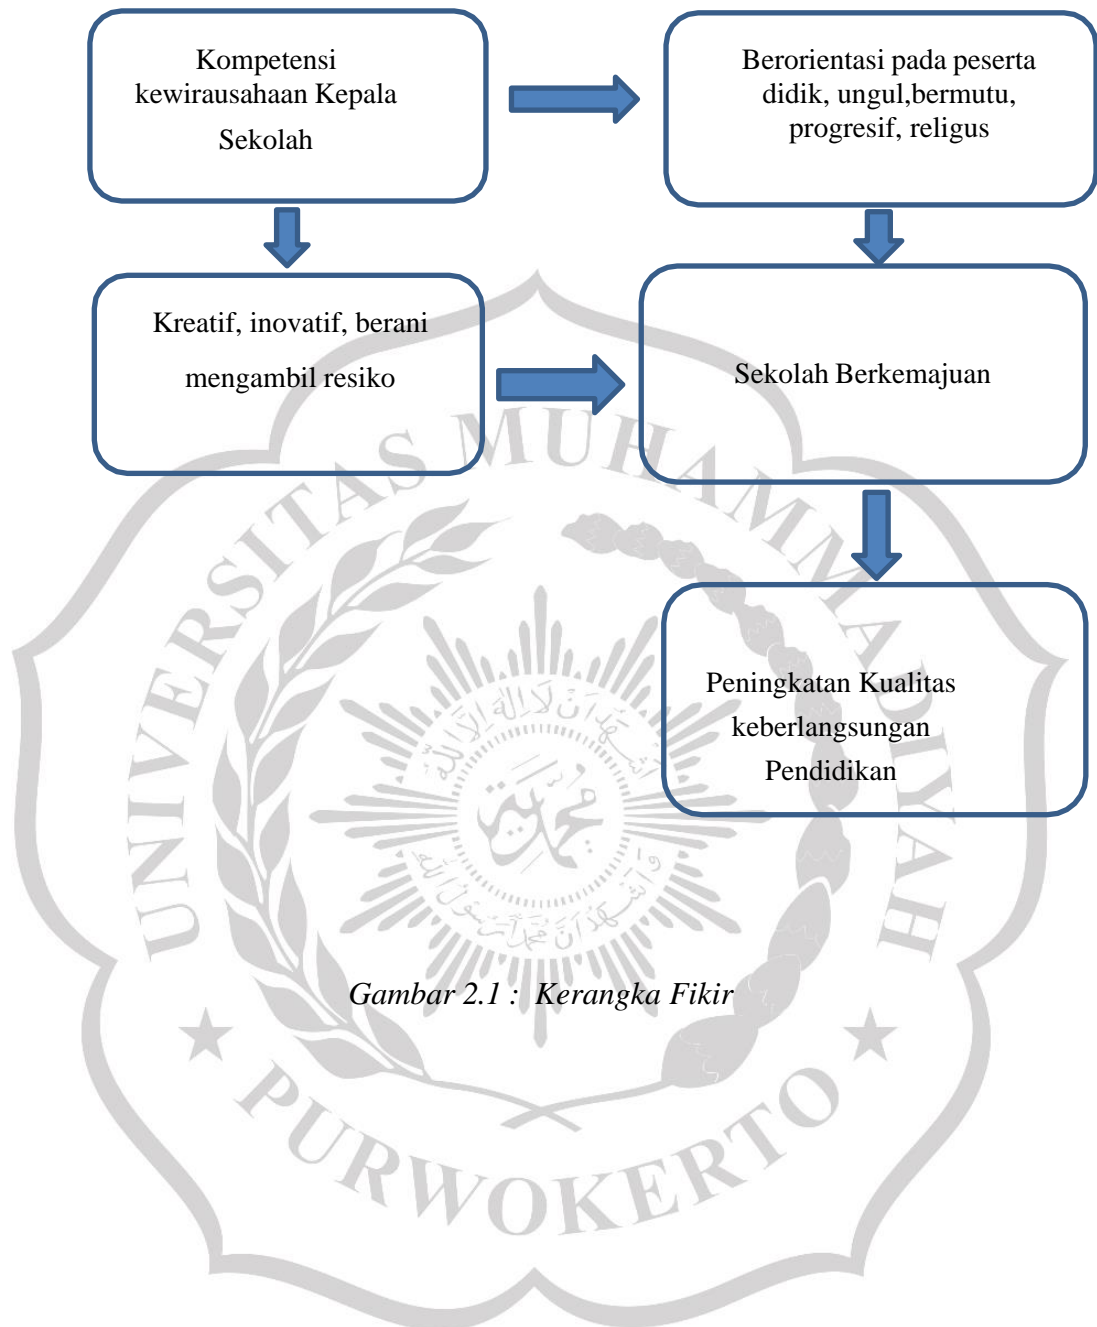 Kompetensi
kewirausahaan Kepala
Sekolah
Berorientasi pada peserta
didik, ungul,bermutu,
progresif, religus
Kreatif, inovatif, berani
mengambil resiko
Sekolah Berkemajuan
Peningkatan Kualitas
keberlangsungan
Pendidikan
Gambar 2.1 : Kerangka Fikir
UNIVERSITAS MUHAMMADIYAH
PURWOKERTO